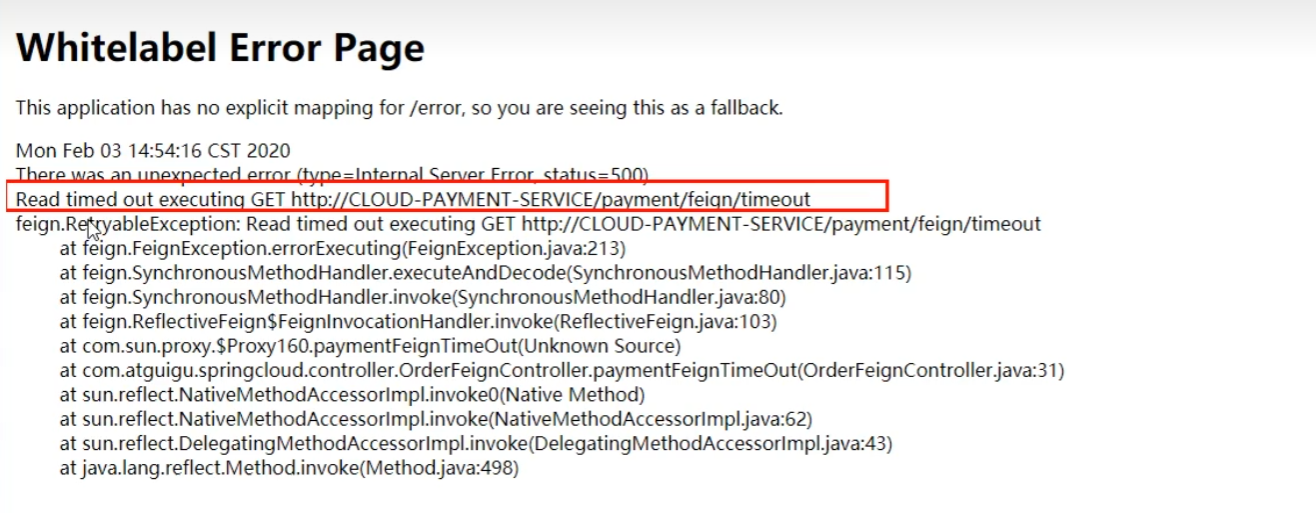 Whitelabel Error Page
This application has no explicit mapping for /error, so you are seeing this as a fallback.
Mon Feb 03 14:54:16 CST 2020
There was an unexpected error (type=Internal Server Error, status=500).
Read timed out executing GET http://CLOUD-PAYMENT-SERVICE/payment/feign/timeout
feign.RetryableException: Read timed out executing GET http://CLOUD-PAYMENT-SERVICE/payment/feign/timeout
at feign.FeignException.errorExecuting(FeignException.java:213)
at feign.SynchronousMethodHandler.executeAndDecode(SynchronousMethodHandler.java:115)
at feign.SynchronousMethodHandler.invoke(SynchronousMethodHandler.java:80)
at feign.ReflectiveFeign$FeignInvocationHandler.invoke(ReflectiveFeign.java:103)
at com.sun.proxy.$Proxy160.paymentFeignTimeOut(Unknown Source)
at com.atguigu.springcloud.controller.OrderFeignController.paymentFeignTimeOut(OrderFeignController.java:31)
at sun.reflect.NativeMethodAccessorImpl.invoke0(Native Method)
at sun.reflect.NativeMethodAccessorImpl.invoke(NativeMethodAccessorImpl.java:62)
at sun.reflect.DelegatingMethodAccessorImpl.invoke(DelegatingMethodAccessorImpl.java:43)
at java.lang.reflect.Method.invoke(Method.java:498)